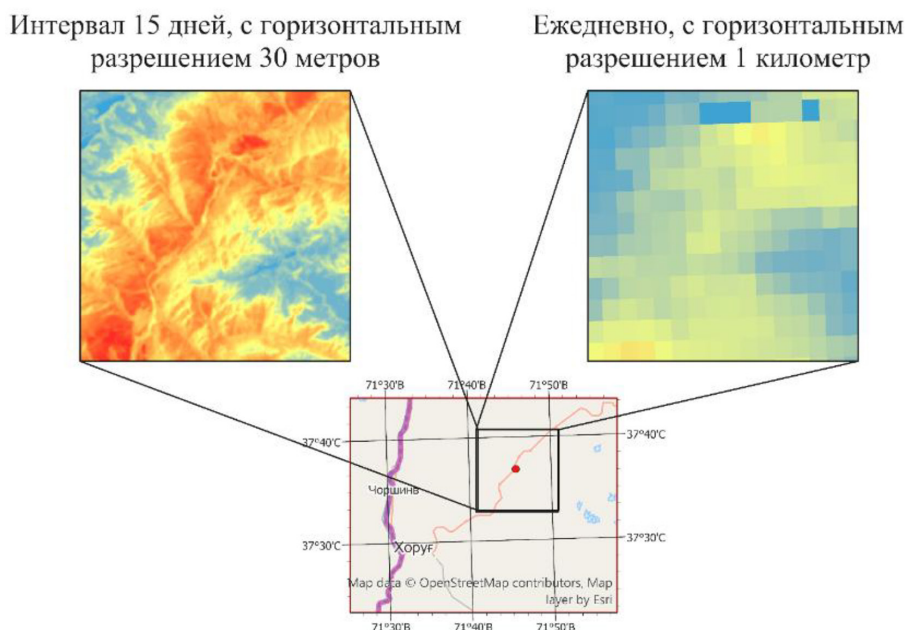 Интервал 15 дней, с горизонтальным
разрешением 30 метров
Ежедневно, с горизонтальным
разрешением 1 километр
71°30'В 71°40'В 71°50'В
37°40'С 37°40'С
Чоршинв
37°30'С 37°30'С
Хоруғ
Map data © OpenStreetMap contributors, Map
layer by Esri
71°30'В 71°40'В 71°50'В